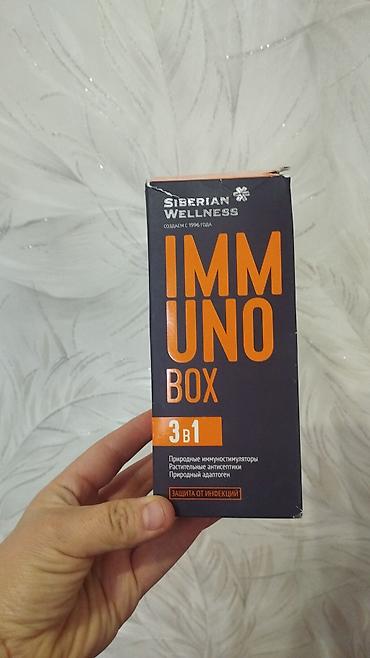 SIBERIAN
WELLNESS
СОЗДАЕМ С 1996 ГОДА
IMM
UNO
BOX
3 в 1
Природные иммуностимуляторы
Растительные антисептики
Природный адаптоген
ЗАЩИТА ОТ ИНФЕКЦИЙ